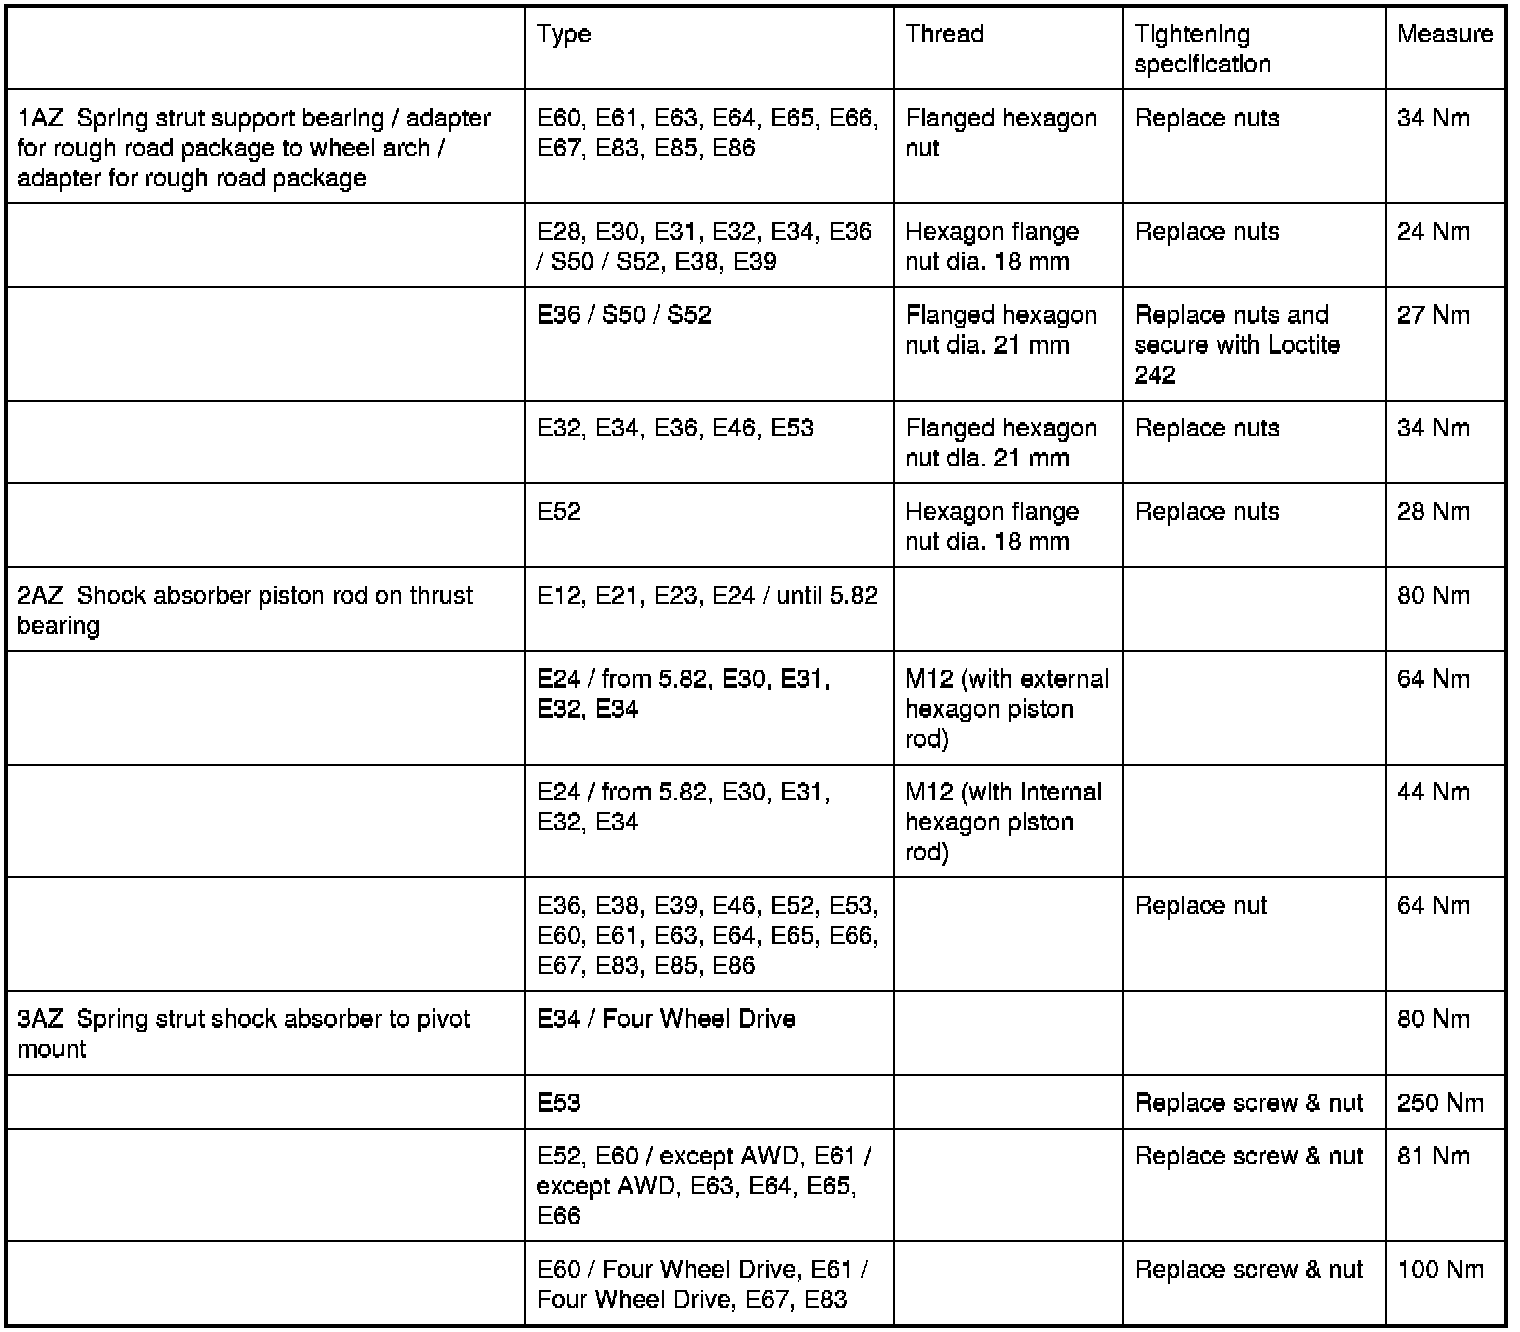 Type Thread Tightening specification Measure
1AZ Spring strut support bearing / adapter
for rough road package to wheel arch /
adapter for rough road package
E60, E61, E63, E64, E65, E66,
E67, E83, E85, E86
Flanged hexagon
nut
Replace nuts
34 Nm
E28, E30, E31, E32, E34, E36
/ S50 / S52, E38, E39
Hexagon flange
nut dia. 18 mm
Replace nuts
24 Nm
E36 / S50 / S52
Flanged hexagon
nut dia. 21 mm
Replace nuts and
secure with Loctite
242
27 Nm
E32, E34, E36, E46, E53
Flanged hexagon
nut dia. 21 mm
Replace nuts
34 Nm
E52
Hexagon flange
nut dia. 18 mm
Replace nuts
28 Nm
2AZ Shock absorber piston rod on thrust
bearing
E12, E21, E23, E24 / until 5.82
80 Nm
E24 / from 5.82, E30, E31,
E32, E34
M12 (with external
hexagon piston
rod)
64 Nm
E24 / from 5.82, E30, E31,
E32, E34
M12 (with internal
hexagon piston
rod)
44 Nm
E36, E38, E39, E46, E52, E53,
E60, E61, E63, E64, E65, E66,
E67, E83, E85, E86
Replace nut
64 Nm
3AZ Spring strut shock absorber to pivot
mount
E34 / Four Wheel Drive
80 Nm
E53
Replace screw & nut
250 Nm
E52, E60 / except AWD, E61 /
except AWD, E63, E64, E65,
E66
Replace screw & nut
81 Nm
E60 / Four Wheel Drive, E61 /
Four Wheel Drive, E67, E83
Replace screw & nut
100 Nm